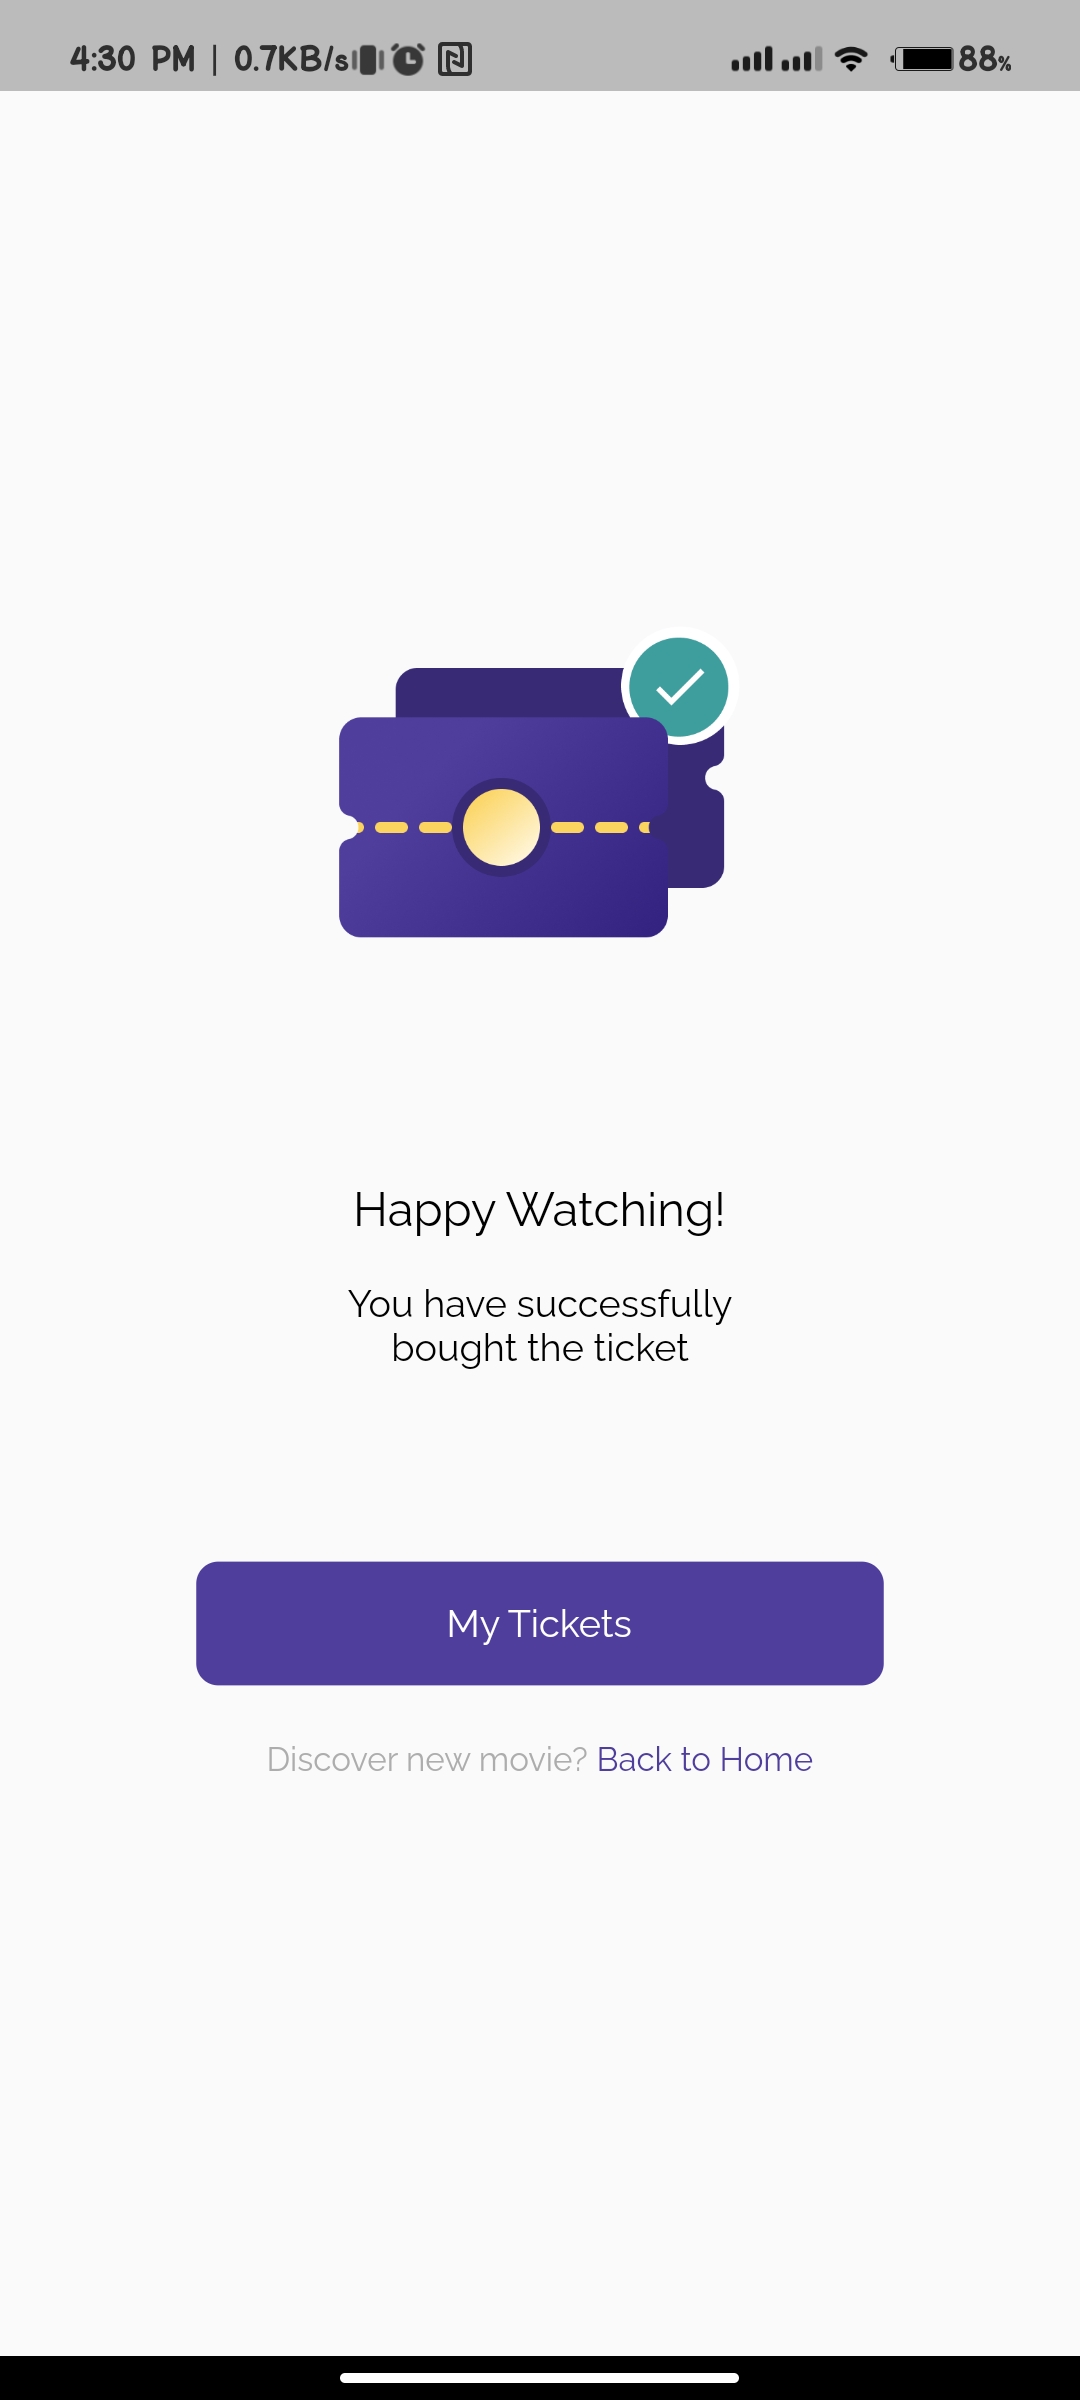 4:30 PM | 0.7KB/s 88%
Happy Watching!
You have successfully
bought the ticket
My Tickets
Discover new movie? Back to Home